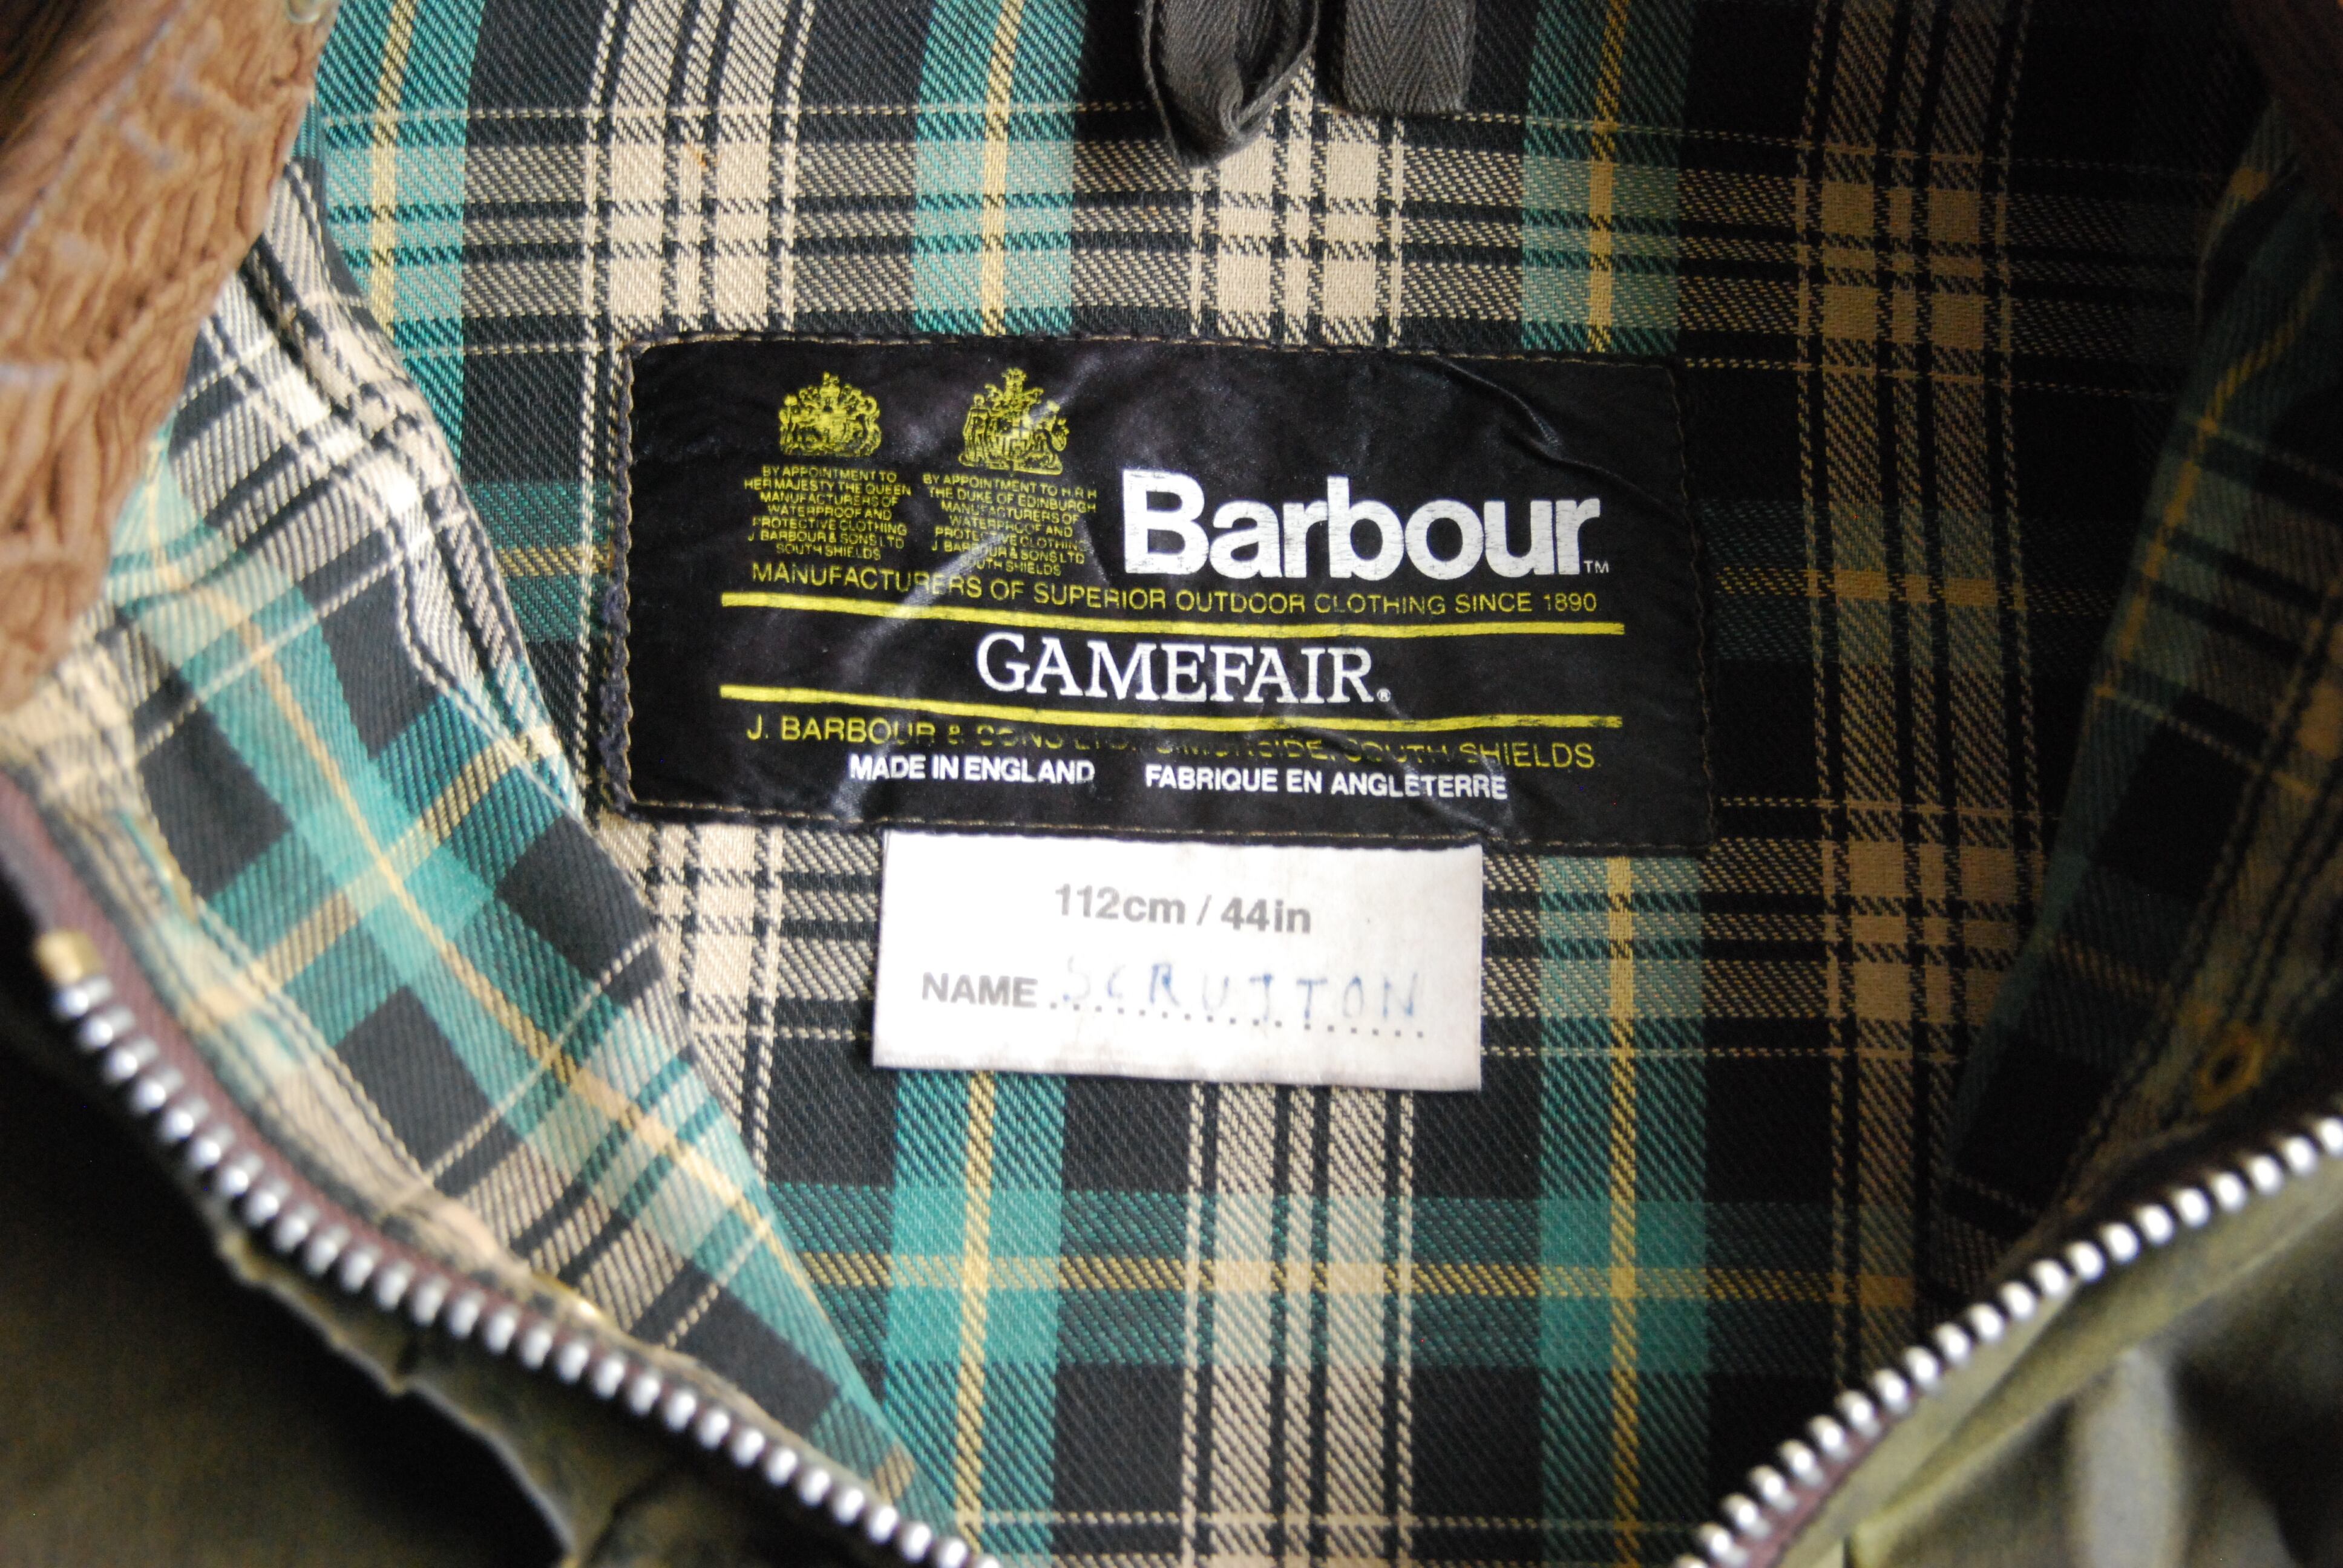 BY APPOINTMENT TO
HER MAJESTY THE QUEEN
MANUFACTURERS OF
WATERPROOF AND
PROTECTIVE CLOTHING
J BARBOUR & SONS LTD
SOUTH SHIELDS
BY APPOINTMENT TO H.R.H
THE DUKE OF EDINBURGH
MANUFACTURERS OF
WATERPROOF AND
PROTECTIVE CLOTHING
J BARBOUR & SONS LTD
SOUTH SHIELDS
Barbour™
MANUFACTURERS OF SUPERIOR OUTDOOR CLOTHING SINCE 1890
GAMEFAIR®
J. BARBOUR & SONS LTD. SIMONSIDE, SOUTH SHIELDS.
MADE IN ENGLAND FABRIQUE EN ANGLETERRE
112cm / 44in
NAME